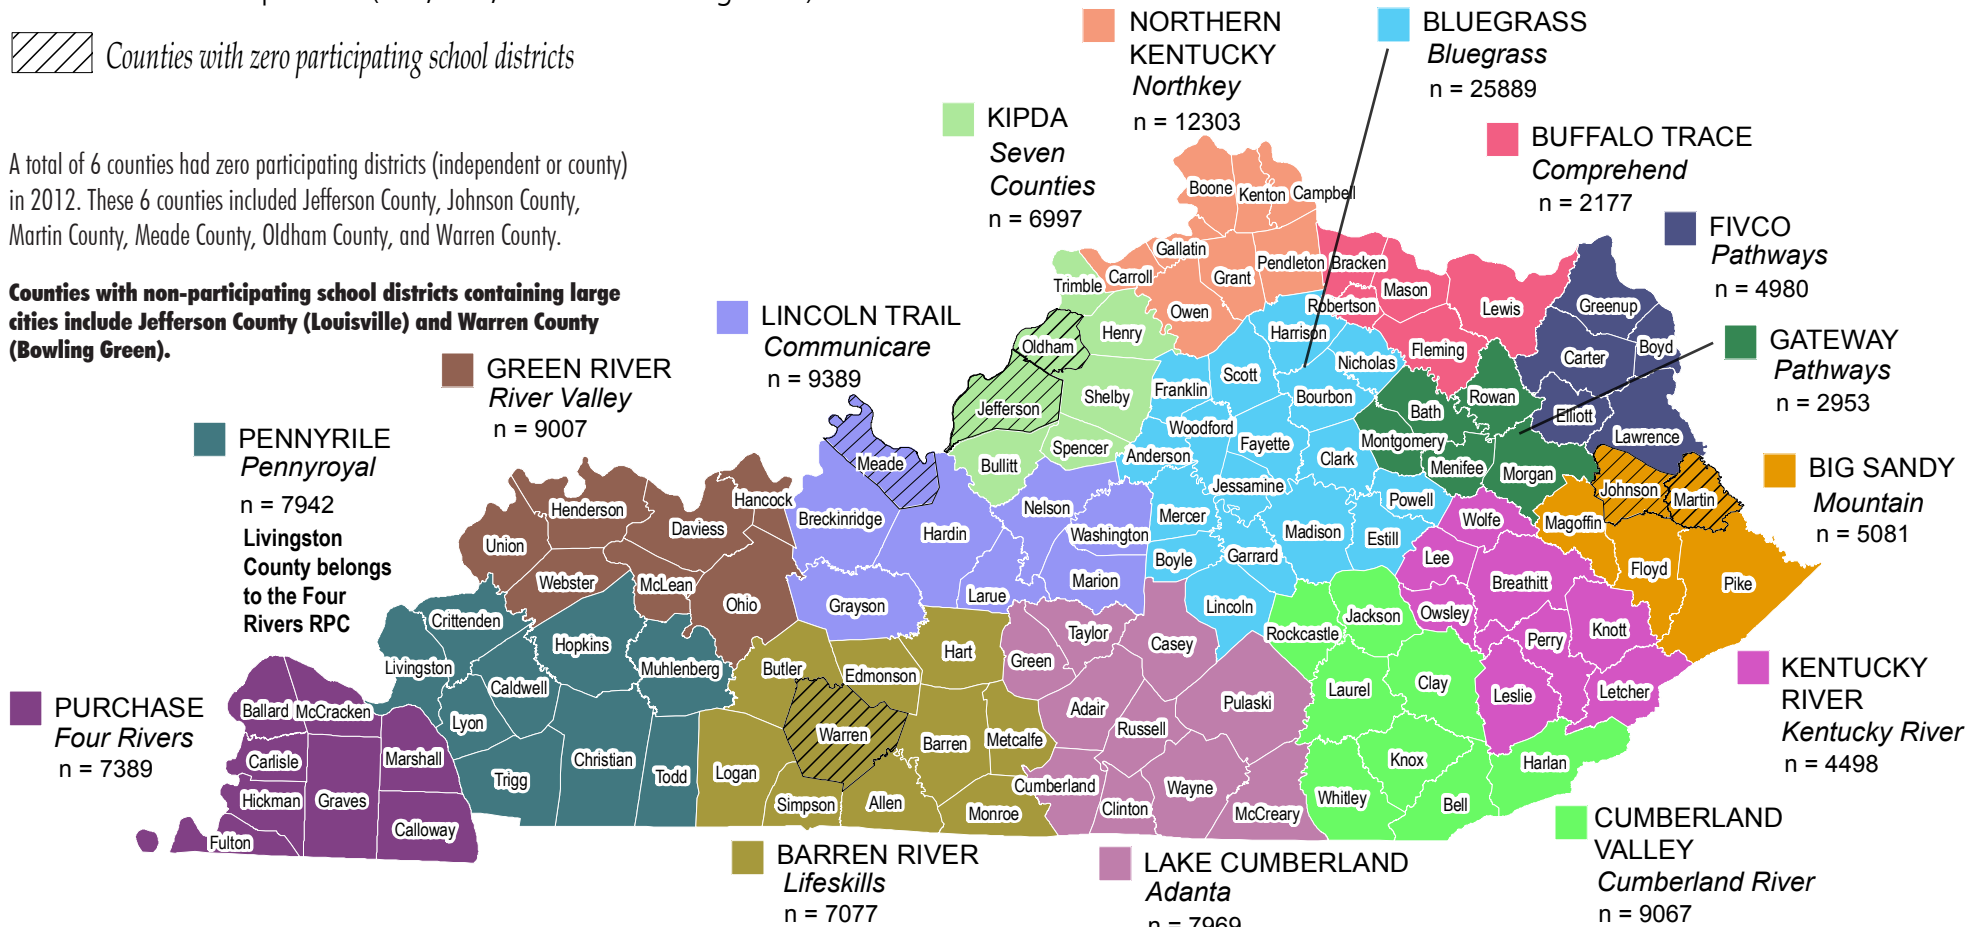 Counties with zero participating school districts
A total of 6 counties had zero participating districts (independent or county)
in 2012. These 6 counties included Jefferson County, Johnson County,
Martin County, Meade County, Oldham County, and Warren County.
Counties with non-participating school districts containing large
cities include Jefferson County (Louisville) and Warren County
(Bowling Green).
NORTHERN
KENTUCKY
Northkey
n = 12303
BLUEGRASS
Bluegrass
n = 25889
KIPDA
Seven
Counties
n = 6997
BUFFALO TRACE
Comprehend
n = 2177
FIVCO
Pathways
n = 4980
LINCOLN TRAIL
Communicare
n = 9389
GATEWAY
Pathways
n = 2953
GREEN RIVER
River Valley
n = 9007
PENNYRILE
Pennyroyal
n = 7942
Livingston
County belongs
to the Four
Rivers RPC
BIG SANDY
Mountain
n = 5081
PURCHASE
Four Rivers
n = 7389
KENTUCKY
RIVER
Kentucky River
n = 4498
BARREN RIVER
Lifeskills
n = 7077
LAKE CUMBERLAND
Adanta
n = 7969
CUMBERLAND
VALLEY
Cumberland River
n = 9067
Boone
Kenton
Campbell
Gallatin
Carroll
Grant
Pendleton
Owen
Bracken
Mason
Robertson
Lewis
Fleming
Greenup
Carter
Boyd
Elliott
Lawrence
Trimble
Henry
Oldham
Jefferson
Shelby
Spencer
Bullitt
Harrison
Nicholas
Scott
Franklin
Bourbon
Woodford
Fayette
Anderson
Clark
Jessamine
Powell
Mercer
Madison
Estill
Garrard
Boyle
Lincoln
Bath
Rowan
Montgomery
Menifee
Morgan
Johnson
Martin
Magoffin
Floyd
Pike
Wolfe
Lee
Breathitt
Owsley
Perry
Knott
Leslie
Letcher
Meade
Breckinridge
Hardin
Nelson
Washington
Marion
Larue
Grayson
Hancock
Henderson
Daviess
Union
Webster
McLean
Ohio
Crittenden
Livingston
Hopkins
Muhlenberg
Caldwell
Lyon
Trigg
Christian
Todd
Ballard
McCracken
Carlisle
Marshall
Hickman
Graves
Calloway
Fulton
Butler
Edmonson
Hart
Warren
Barren
Metcalfe
Logan
Simpson
Allen
Monroe
Green
Taylor
Casey
Adair
Russell
Pulaski
Cumberland
Clinton
Wayne
McCreary
Rockcastle
Jackson
Laurel
Clay
Knox
Whitley
Bell
Harlan